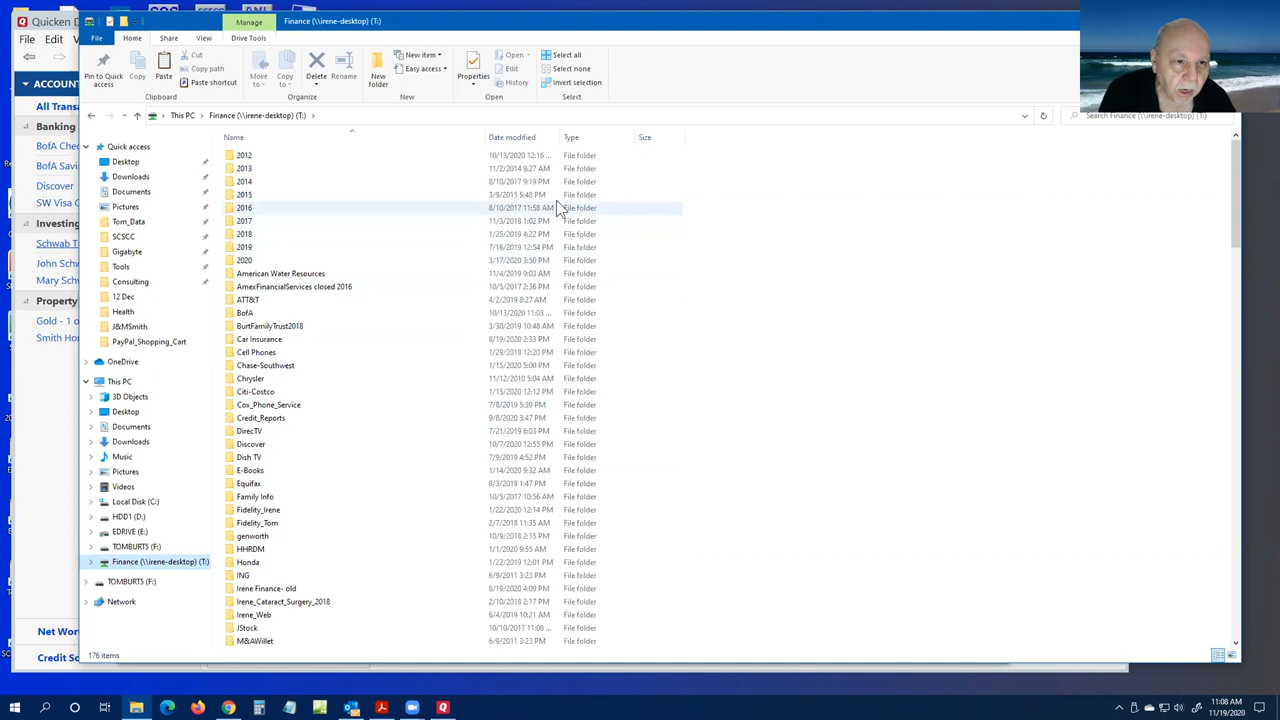 Quicken D
Manage
Finance (\\irene-desktop) (T:)
File Edit
File Home Share View Drive Tools
Pin to Quick access
Copy
Paste
Cut
Copy path
Paste shortcut
Clipboard
Move to
Copy to
Delete
Rename
Organize
New folder
New item
Easy access
New
Properties
Open
Edit
History
Open
Select all
Select none
Invert selection
Select
This PC Finance (\\irene-desktop) (T:)
Search Finance (\\irene-desktop) (T:)
ACCOUNT
All Transa
Banking
BofA Che
BofA Savi
Discover
SW Visa C
Investing
Schwab T
John Schw
Mary Schw
Property
Gold - 1 o
Smith Hom
Net Wor
Credit Sc
Quick access
Desktop
Downloads
Documents
Pictures
Tom_Data
SCSCC
Gigabyte
Tools
Consulting
12 Dec
Health
J&MSmith
PayPal_Shopping_Cart
OneDrive
This PC
3D Objects
Desktop
Documents
Downloads
Music
Pictures
Videos
Local Disk (C:)
HDD1 (D:)
EDRIVE (E:)
TOMBURT5 (F:)
Finance (\\irene-desktop) (T:)
TOMBURT5 (F:)
Network
Name Date modified Type Size
2012 10/13/2020 12:16 ... File folder
2013 11/2/2014 9:27 AM File folder
2014 8/10/2017 9:19 PM File folder
2015 3/9/2015 5:48 PM File folder
2016 8/10/2017 11:58 AM File folder
2017 11/3/2018 1:02 PM File folder
2018 1/25/2019 4:22 PM File folder
2019 7/16/2019 12:54 PM File folder
2020 3/17/2020 3:50 PM File folder
American Water Resources 11/4/2019 9:03 AM File folder
AmexFinancialServices closed 2016 10/5/2017 2:36 PM File folder
ATT&T 4/2/2019 8:27 AM File folder
BofA 10/13/2020 11:03 ... File folder
BurtFamilyTrust2018 3/30/2019 10:48 AM File folder
Car Insurance 8/19/2020 2:33 PM File folder
Cell Phones 1/29/2018 12:20 PM File folder
Chase-Southwest 1/15/2020 5:00 PM File folder
Chrysler 11/12/2010 5:04 AM File folder
Citi-Costco 1/15/2020 12:12 PM File folder
Cox_Phone_Service 7/8/2019 5:39 PM File folder
Credit_Reports 9/8/2020 3:47 PM File folder
DirecTV 7/21/2019 6:03 PM File folder
Discover 10/7/2020 12:55 PM File folder
Dish TV 7/9/2019 4:52 PM File folder
E-Books 1/14/2020 9:32 AM File folder
Equifax 8/3/2019 1:47 PM File folder
Family Info 10/5/2017 10:56 AM File folder
Fidelity_Irene 1/22/2020 12:14 PM File folder
Fidelity_Tom 2/7/2018 11:35 AM File folder
genworth 10/9/2018 2:15 PM File folder
HHRDM 1/1/2020 9:55 AM File folder
Honda 1/22/2019 12:01 PM File folder
ING 6/9/2011 3:23 PM File folder
Irene Finance- old 8/19/2020 4:09 PM File folder
Irene_Cataract_Surgery_2018 2/10/2018 2:17 PM File folder
Irene_Web 6/4/2019 10:21 AM File folder
JStock 10/10/2017 11:08 ... File folder
M&AWillet 6/9/2011 3:23 PM File folder
176 items
11:08 AM
11/19/2020